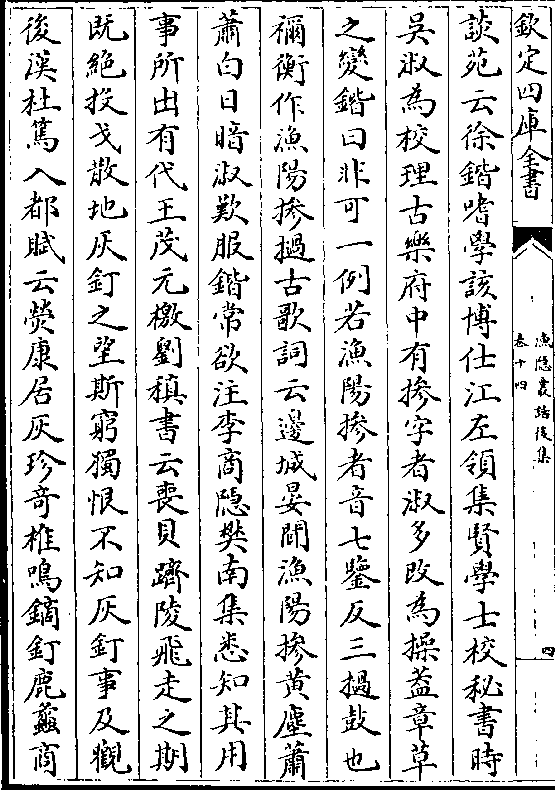 欽定四庫全書
漁隱叢話後集
卷十四
四
談苑云徐鍇嗜學該博仕江左領集賢學士校秘書時
吳淑為校理古樂府中有掺字者淑多改為操葢章草
之變鍇曰非可一例若漁陽掺者音七鑒反三撾鼓也
禰衡作漁陽掺撾古歌詞云邊城晏聞漁陽掺黃塵蕭
蕭白日暗淑歎服鍇常欲注李商隱樊南集悉知其用
事所出有代王茂元檄劉稹書云喪貝躋陵飛走之期
既絶投戈散地灰釘之望斯窮獨恨不知灰釘事及觀
後漢杜篤入都賦云熒康居灰珍奇椎鳴鏑釘鹿蠡商